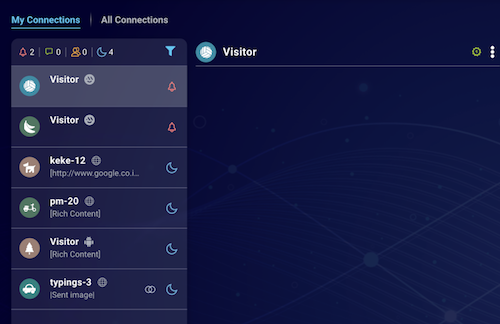 My Connections
All Connections
2
0
0
4
Visitor
Visitor
Visitor
keke-12
[http://www.google.co.i...
pm-20
[Rich Content]
Visitor
[Rich Content]
typings-3
[Sent image]